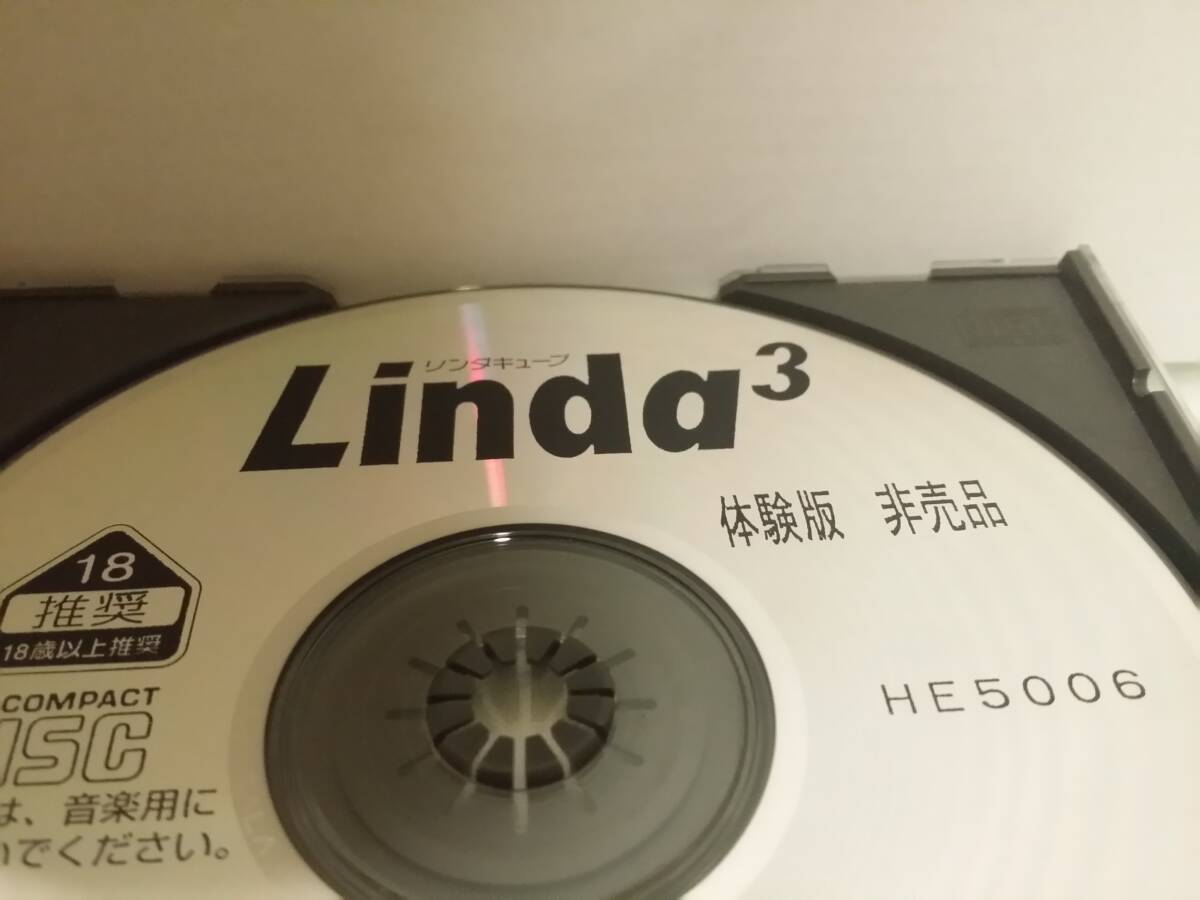 リンダキューブ
Linda³
体験版 非売品
18
推奨
18歳以上推奨
COMPACT
ISC
HE5006
は、音楽用に
いでください。